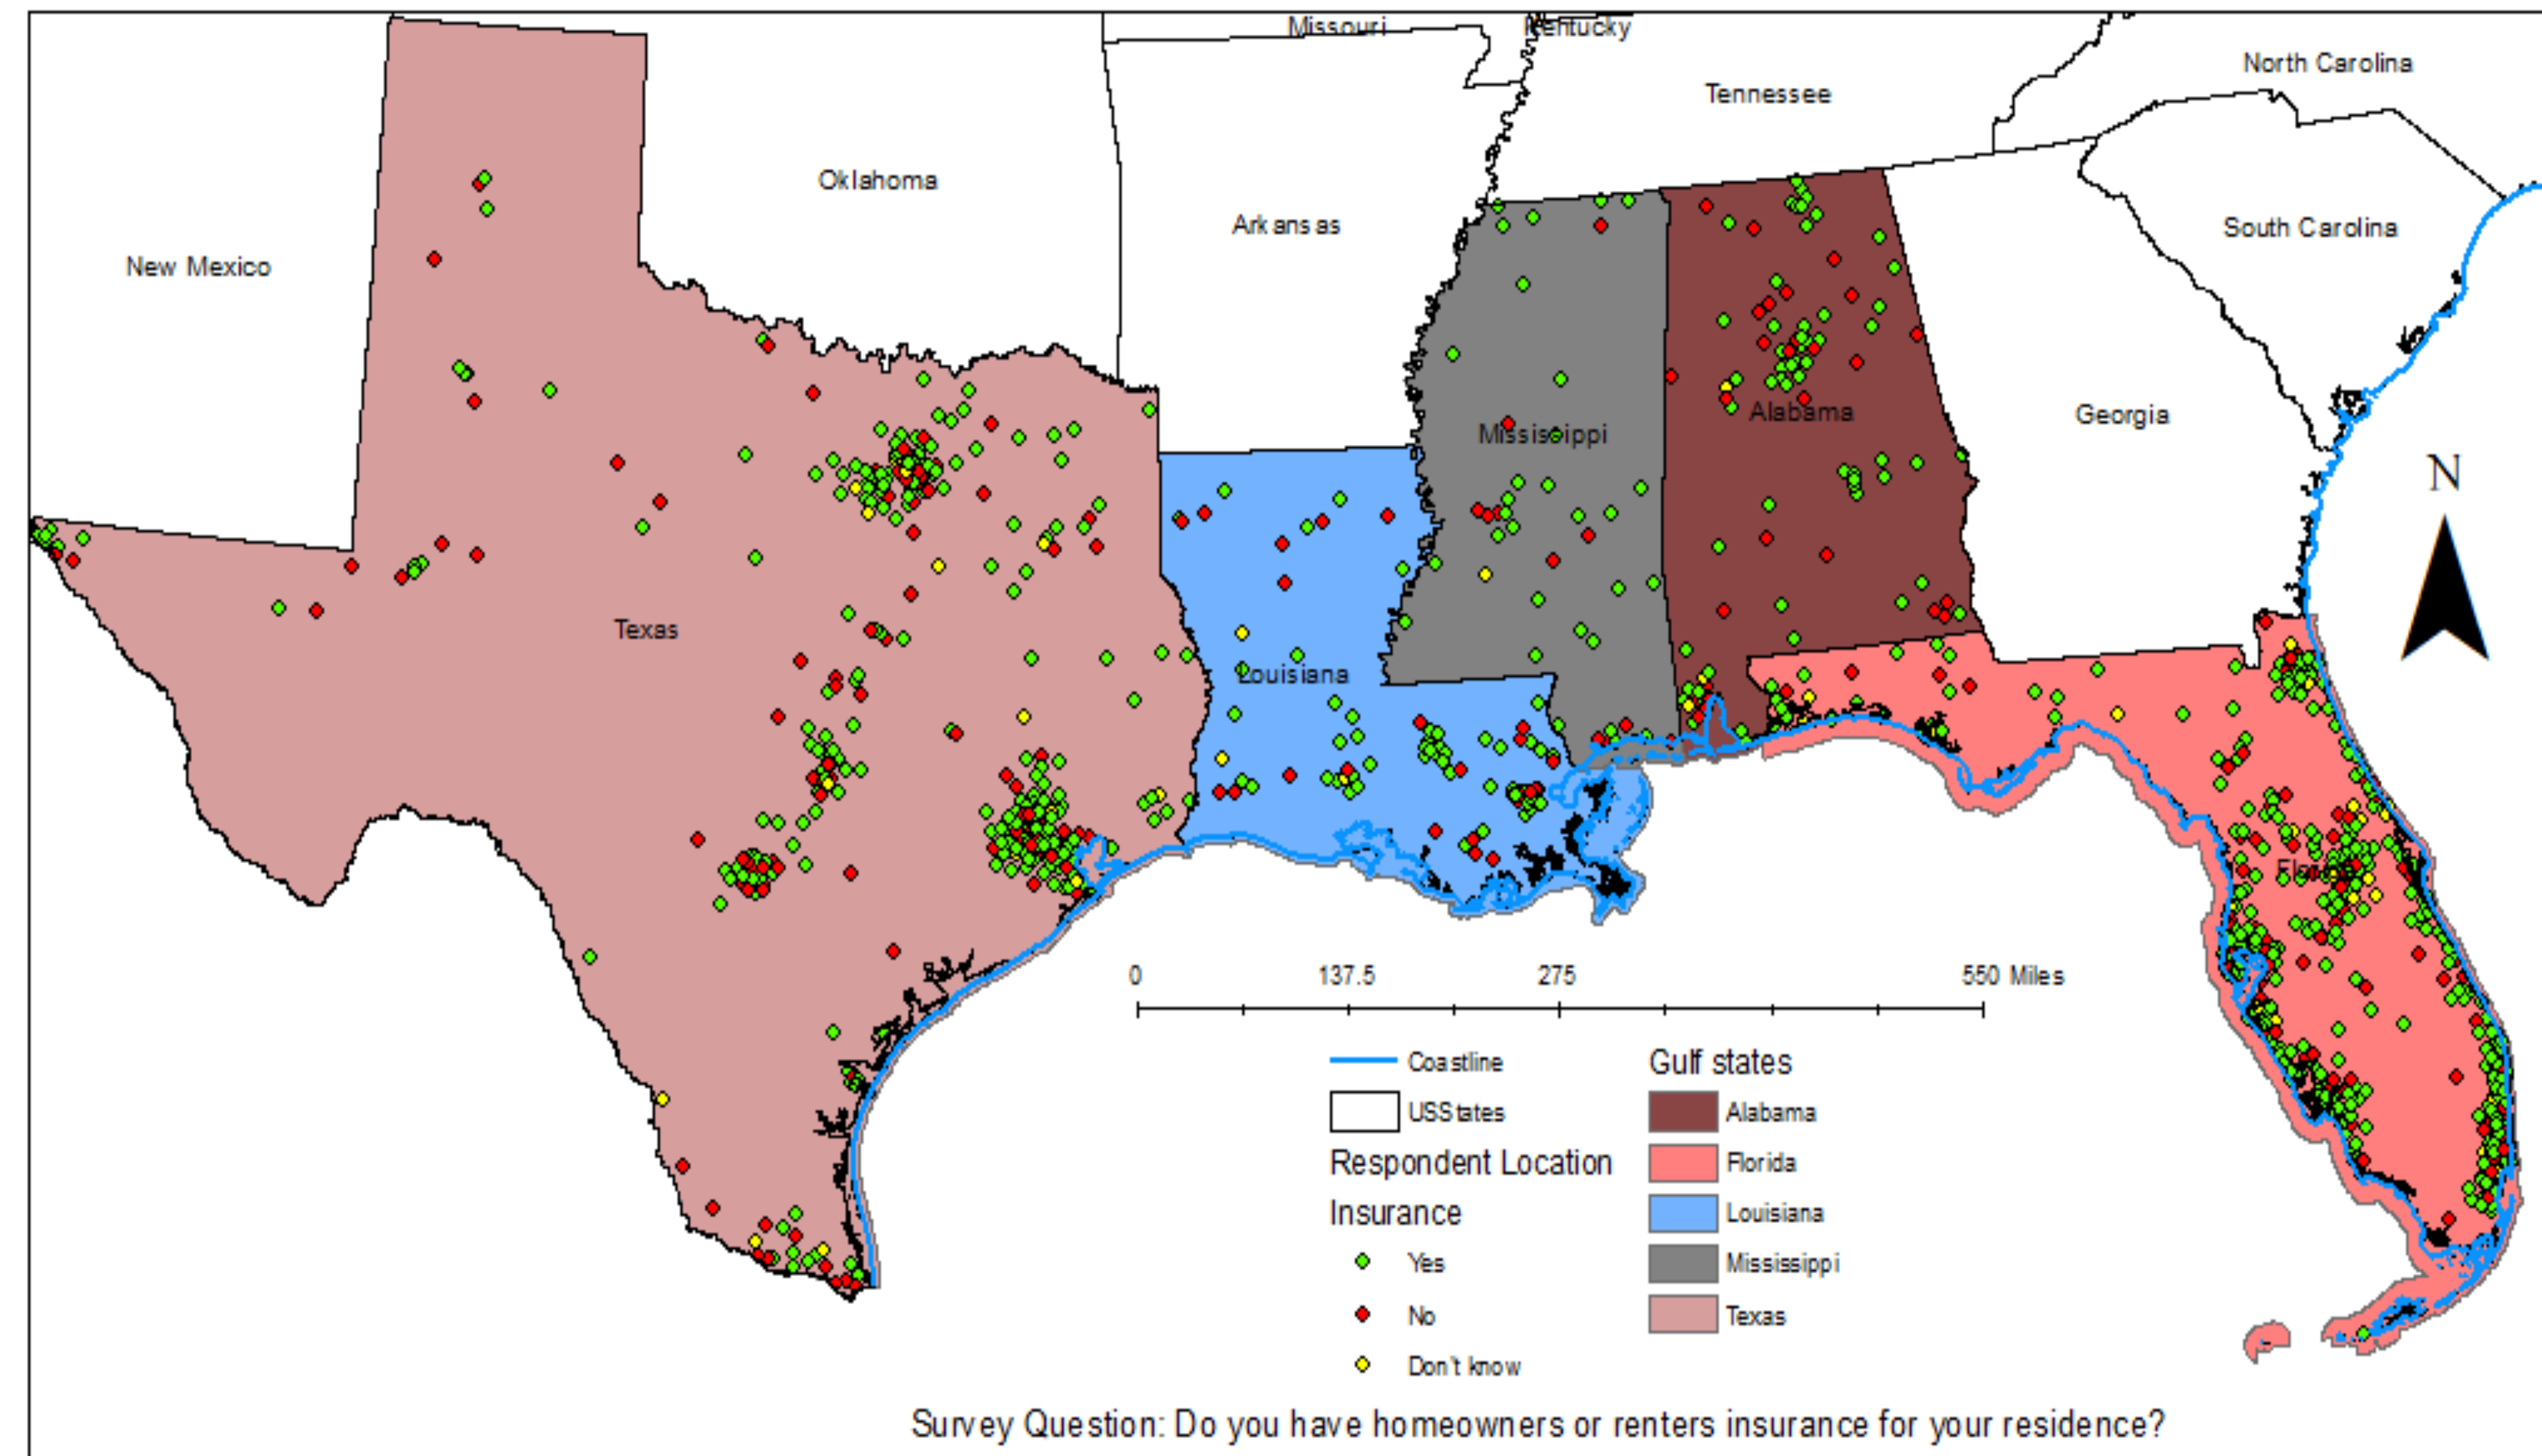 Missouri
Kentucky
North Carolina
Tennessee
Oklahoma
Arkansas
South Carolina
New Mexico
Mississippi
Alabama
Georgia
N
Texas
Louisiana
Florida
0 137.5 275 550 Miles
Coastline
USStates
Respondent Location
Insurance
Yes
No
Don't know
Gulf states
Alabama
Florida
Louisiana
Mississippi
Texas
Survey Question: Do you have homeowners or renters insurance for your residence?